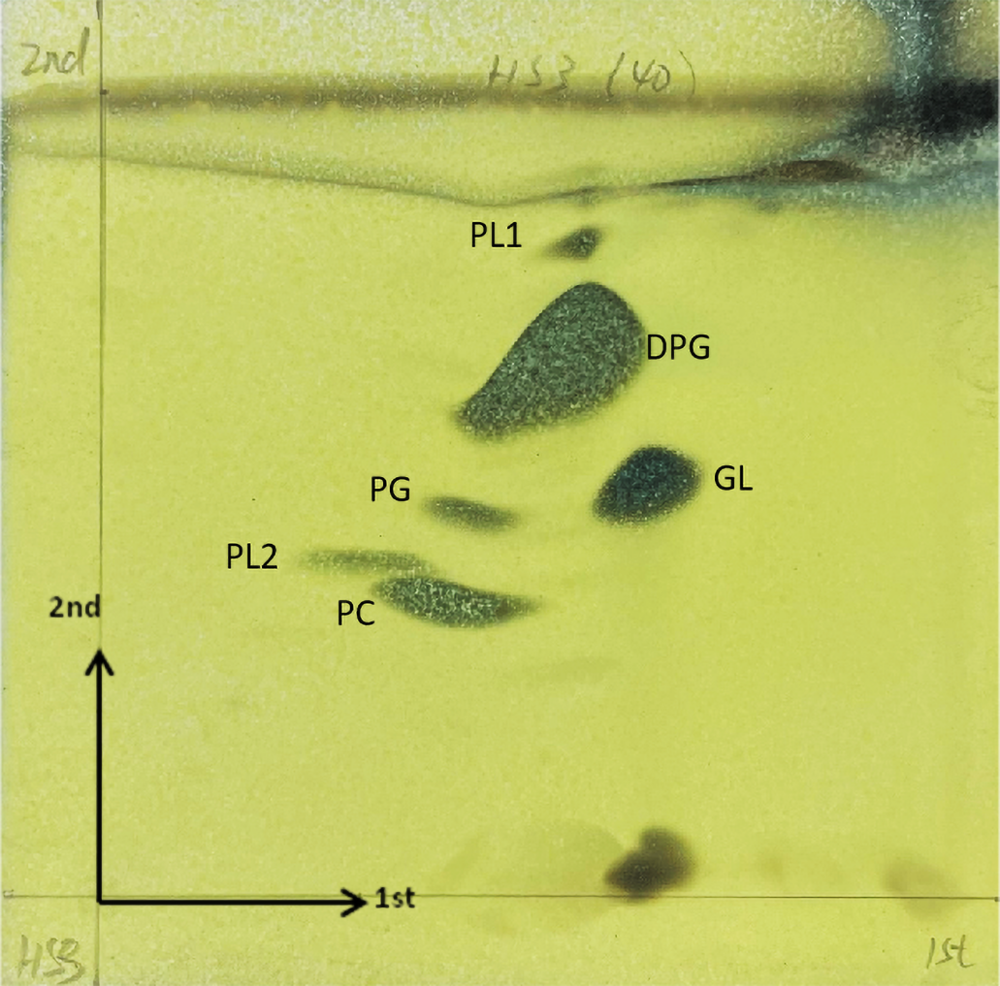 2nd
HS3 (40)
PL1
DPG
GL
PG
PL2
PC
2nd
1st
HS3
1st